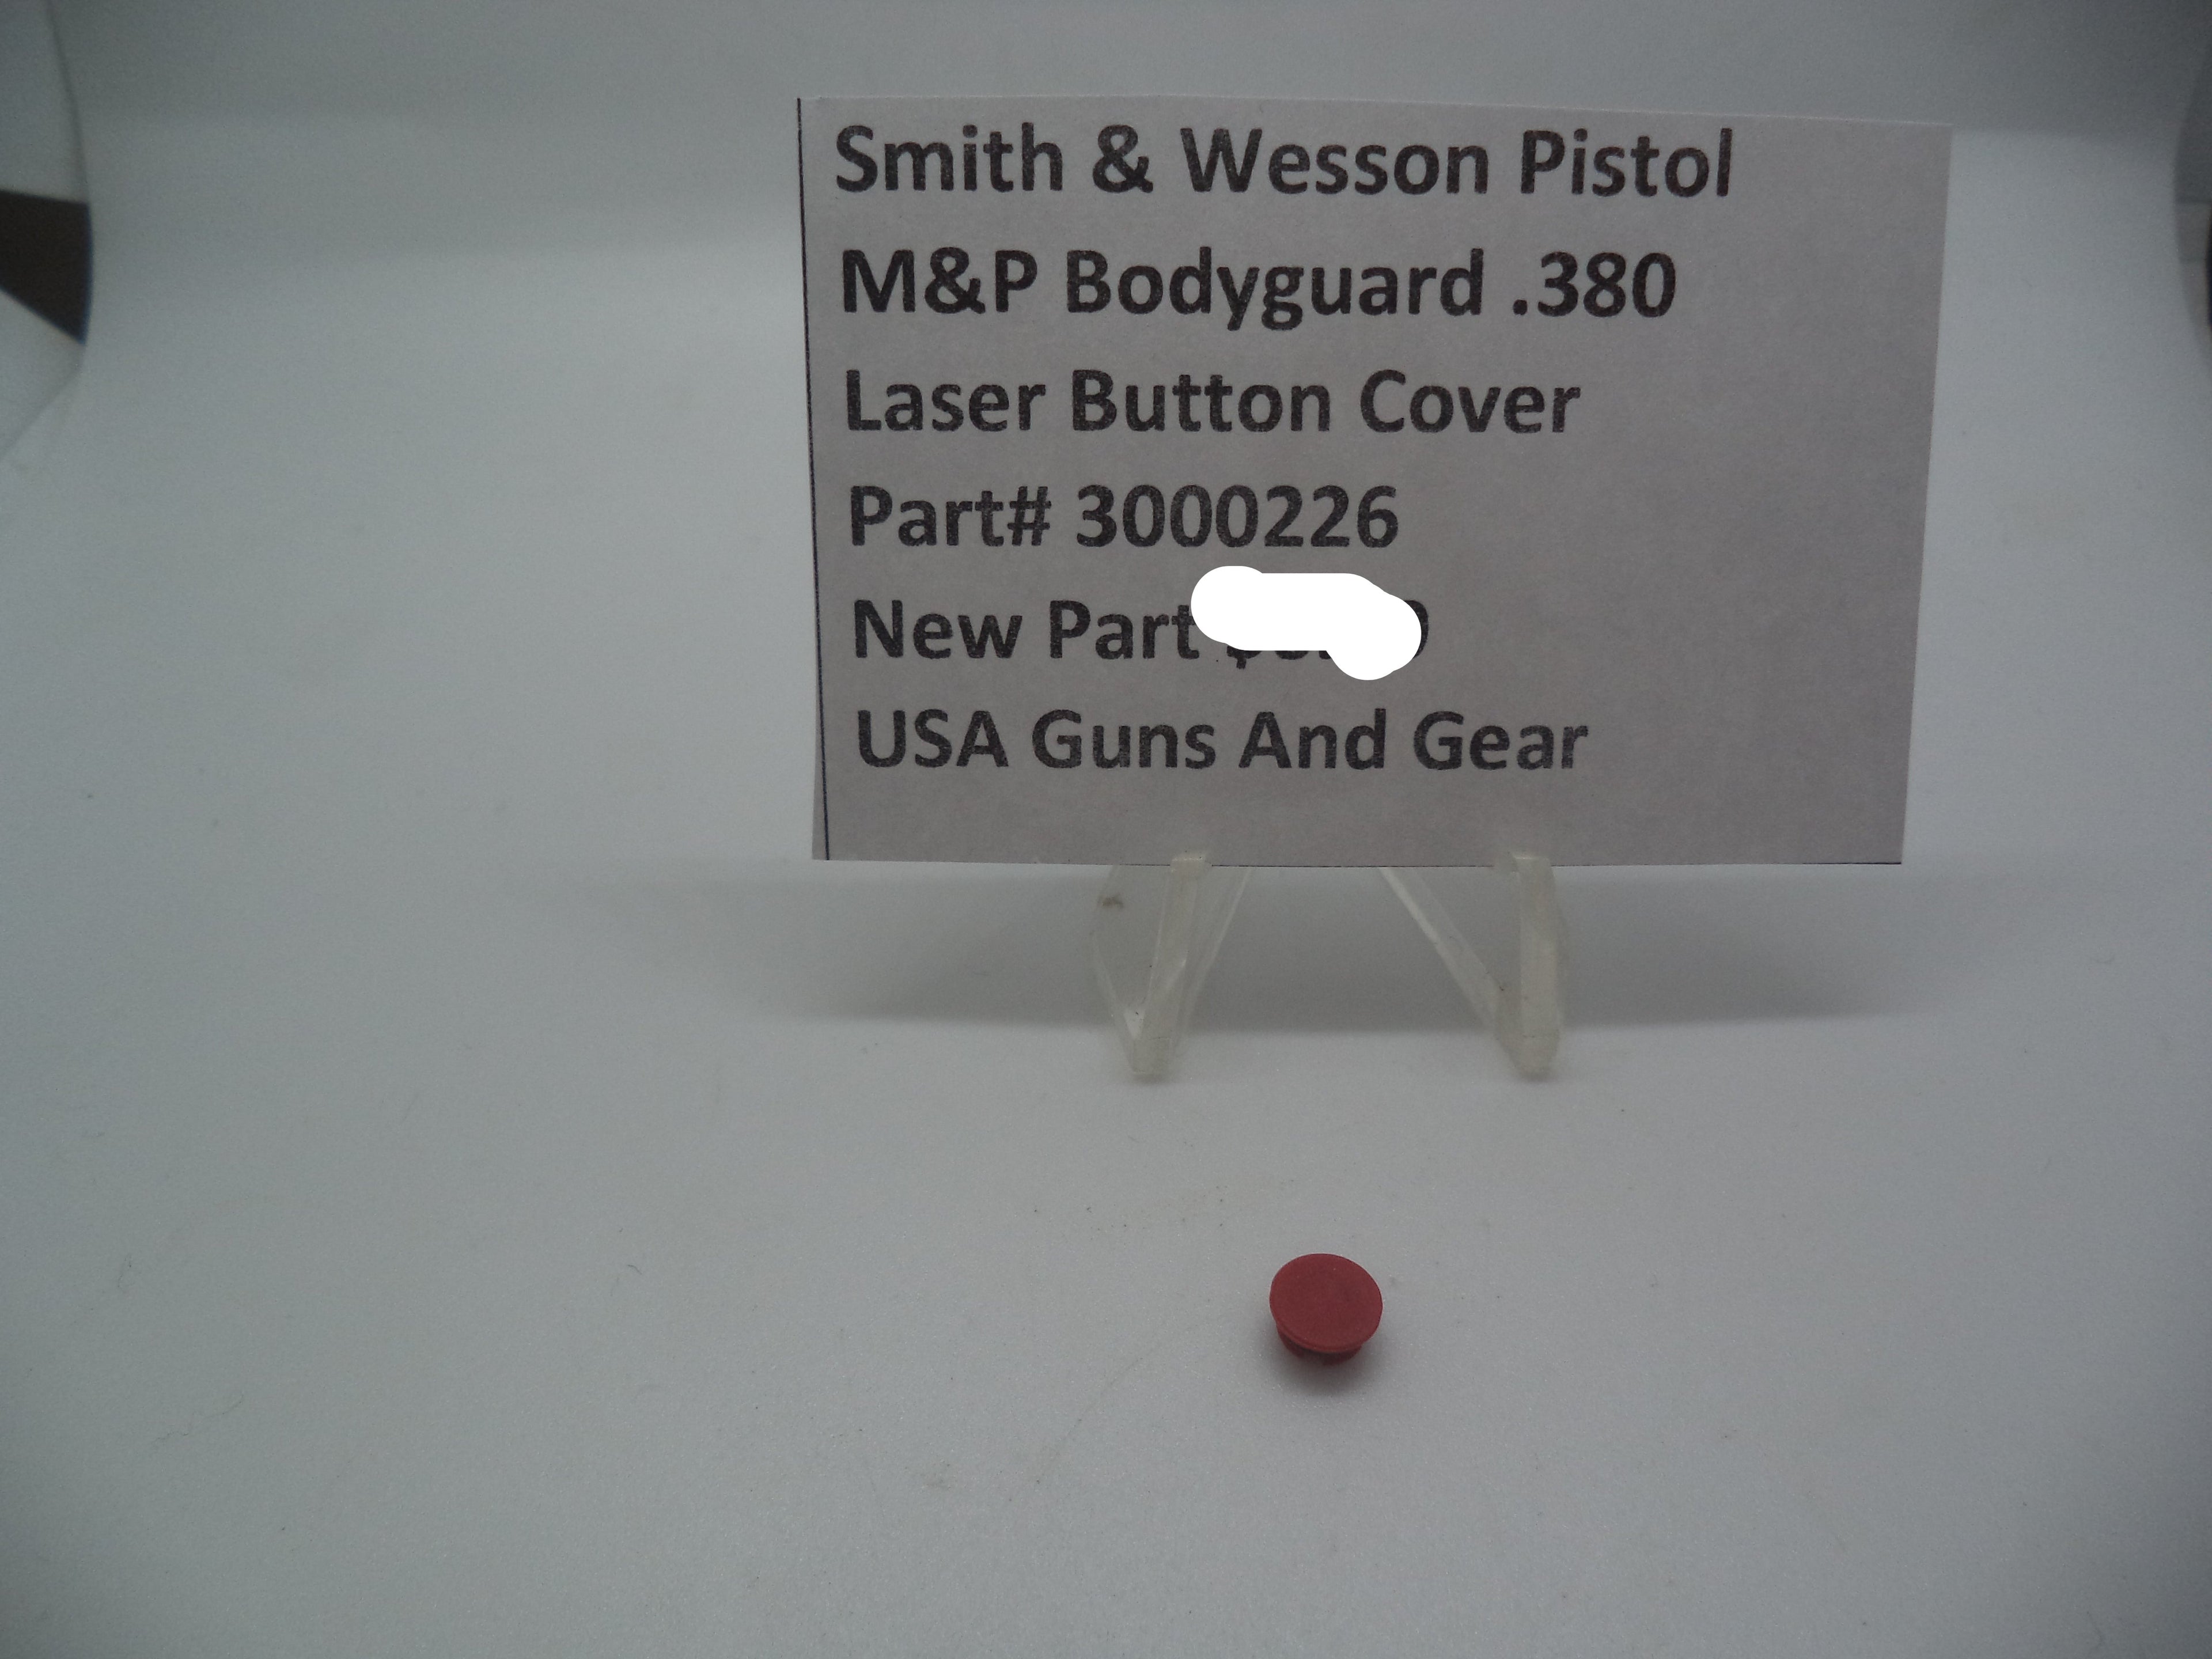 Smith & Wesson Pistol
M&P Bodyguard .380
Laser Button Cover
Part# 3000226
New Part
USA Guns And Gear